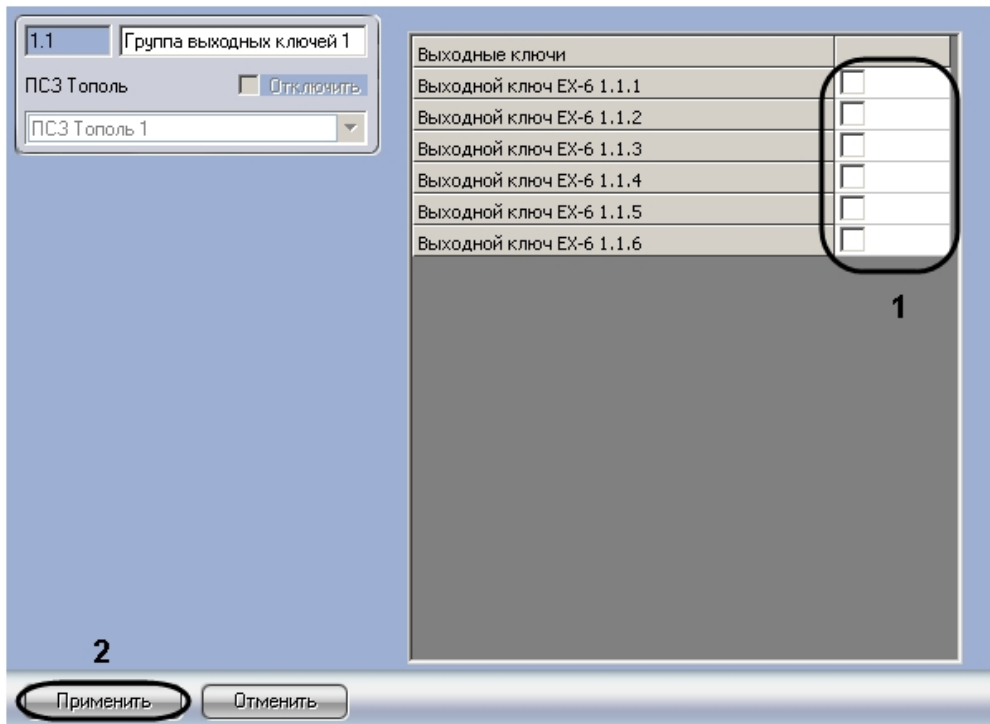 1.1 Группа выходных ключей 1
ПСЗ Тополь Отключить
ПСЗ Тополь 1
Выходные ключи
Выходной ключ EX-6 1.1.1
Выходной ключ EX-6 1.1.2
Выходной ключ EX-6 1.1.3
Выходной ключ EX-6 1.1.4
Выходной ключ EX-6 1.1.5
Выходной ключ EX-6 1.1.6
1
2
Применить Отменить